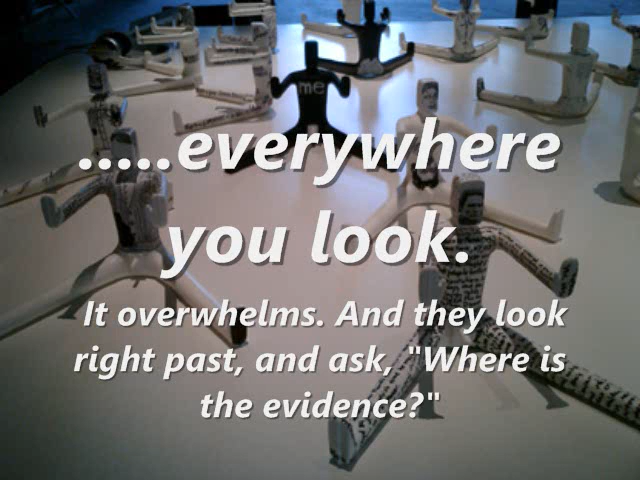 me
.....everywhere
you look.
It overwhelms. And they look
right past, and ask, "Where is
the evidence?"